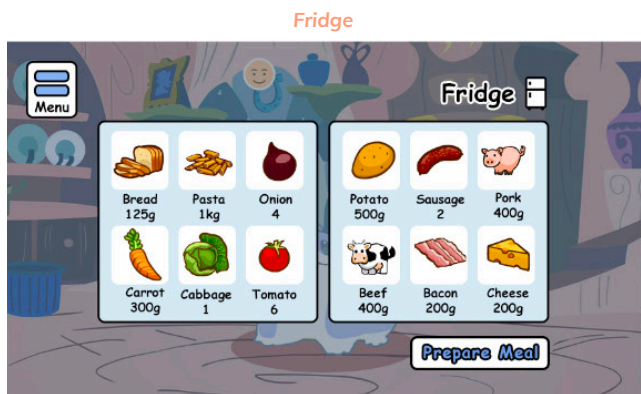 Fridge
Menu
Fridge
Bread
125g
Pasta
1kg
Onion
4
Carrot
300g
Cabbage
1
Tomato
6
Potato
500g
Sausage
2
Pork
400g
Beef
400g
Bacon
200g
Cheese
200g
Prepare Meal